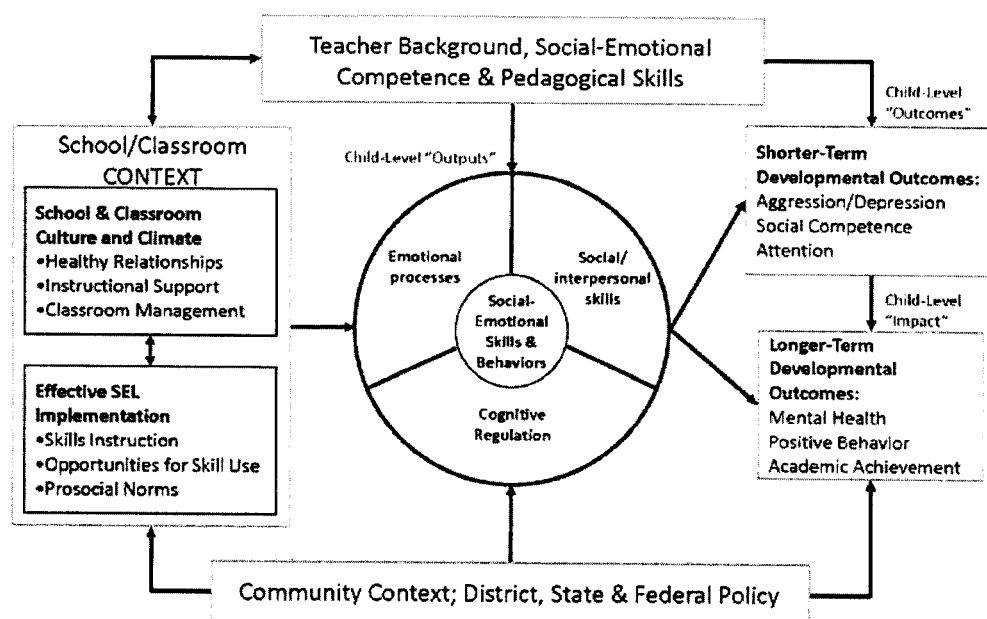 Teacher Background, Social-Emotional
Competence & Pedagogical Skills
Child-Level
"Outcomes"
School/Classroom
CONTEXT
Child-Level "Outputs"
School & Classroom
Culture and Climate
•Healthy Relationships
•Instructional Support
•Classroom Management
Effective SEL
Implementation
•Skills Instruction
•Opportunities for Skill Use
•Prosocial Norms
Emotional
processes
Social/
interpersonal
skills
Social-
Emotional
Skills &
Behaviors
Cognitive
Regulation
Shorter-Term
Developmental Outcomes:
Aggression/Depression
Social Competence
Attention
Child-Level
"Impact"
Longer-Term
Developmental
Outcomes:
Mental Health
Positive Behavior
Academic Achievement
Community Context; District, State & Federal Policy